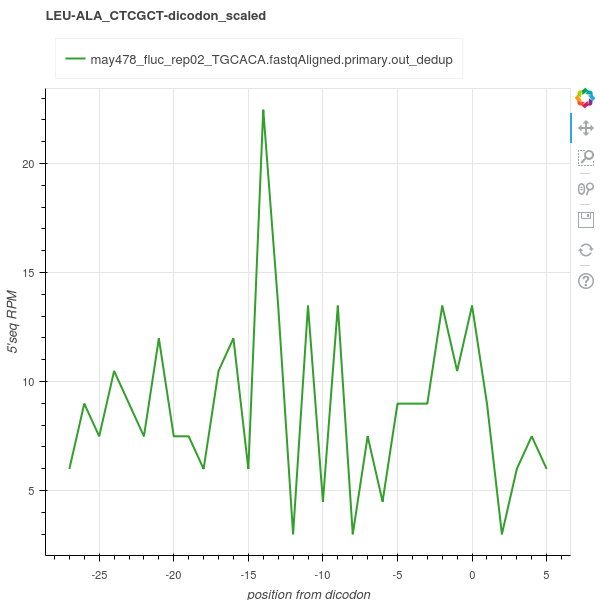 LEU-ALA_CTCGCT-dicodon_scaled
may478_fluc_rep02_TGCACA.fastqAligned.primary.out_dedup
20
15
10
5
5'seq RPM
-25
-20
-15
-10
-5
0
5
position from dicodon